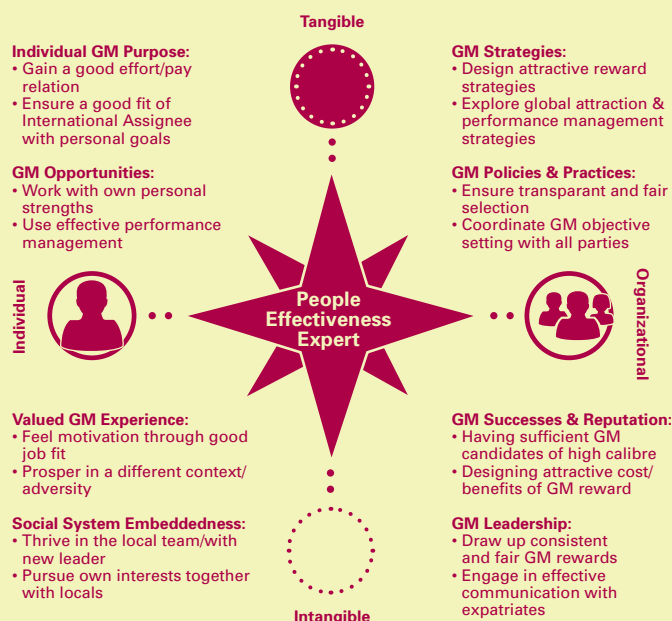 Tangible
Individual GM Purpose:
• Gain a good effort/pay
relation
• Ensure a good fit of
International Assignee
with personal goals
GM Opportunities:
• Work with own personal
strengths
• Use effective performance
management
GM Strategies:
• Design attractive reward
strategies
• Explore global attraction &
performance management
strategies
GM Policies & Practices:
• Ensure transparant and fair
selection
• Coordinate GM objective
setting with all parties
Individual
People
Effectiveness
Expert
Organizational
Valued GM Experience:
• Feel motivation through good
job fit
• Prosper in a different context/
adversity
Social System Embeddedness:
• Thrive in the local team/with
new leader
• Pursue own interests together
with locals
GM Successes & Reputation:
• Having sufficient GM
candidates of high calibre
• Designing attractive cost/
benefits of GM reward
GM Leadership:
• Draw up consistent
and fair GM rewards
• Engage in effective
communication with
expatriates
Intangible